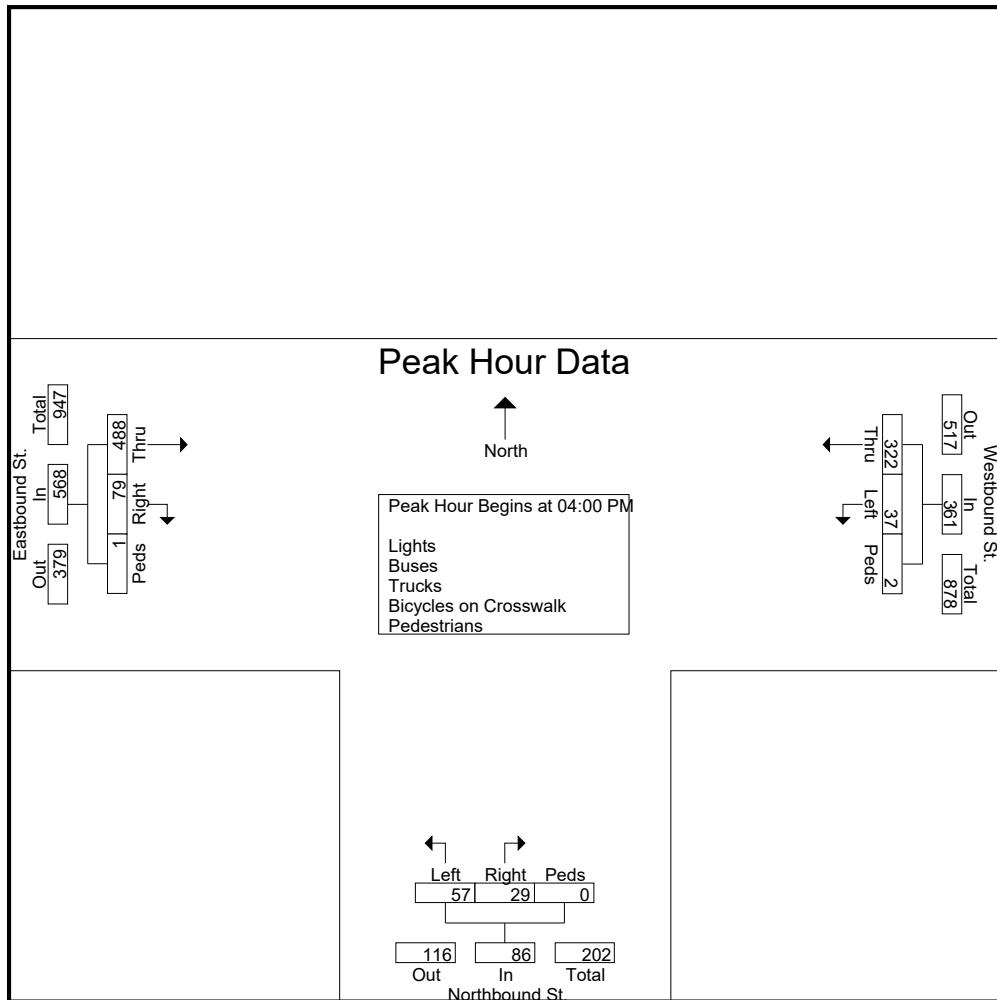 Peak Hour Data
North
Peak Hour Begins at 04:00 PM
Lights
Buses
Trucks
Bicycles on Crosswalk
Pedestrians
Eastbound St.
Out In Total
379 568 947
488 79 1
Thru Right Peds
Westbound St.
Out In Total
517 361 878
322 37 2
Thru Left Peds
Left Right Peds
57 29 0
116 86 202
Out In Total
Northbound St.